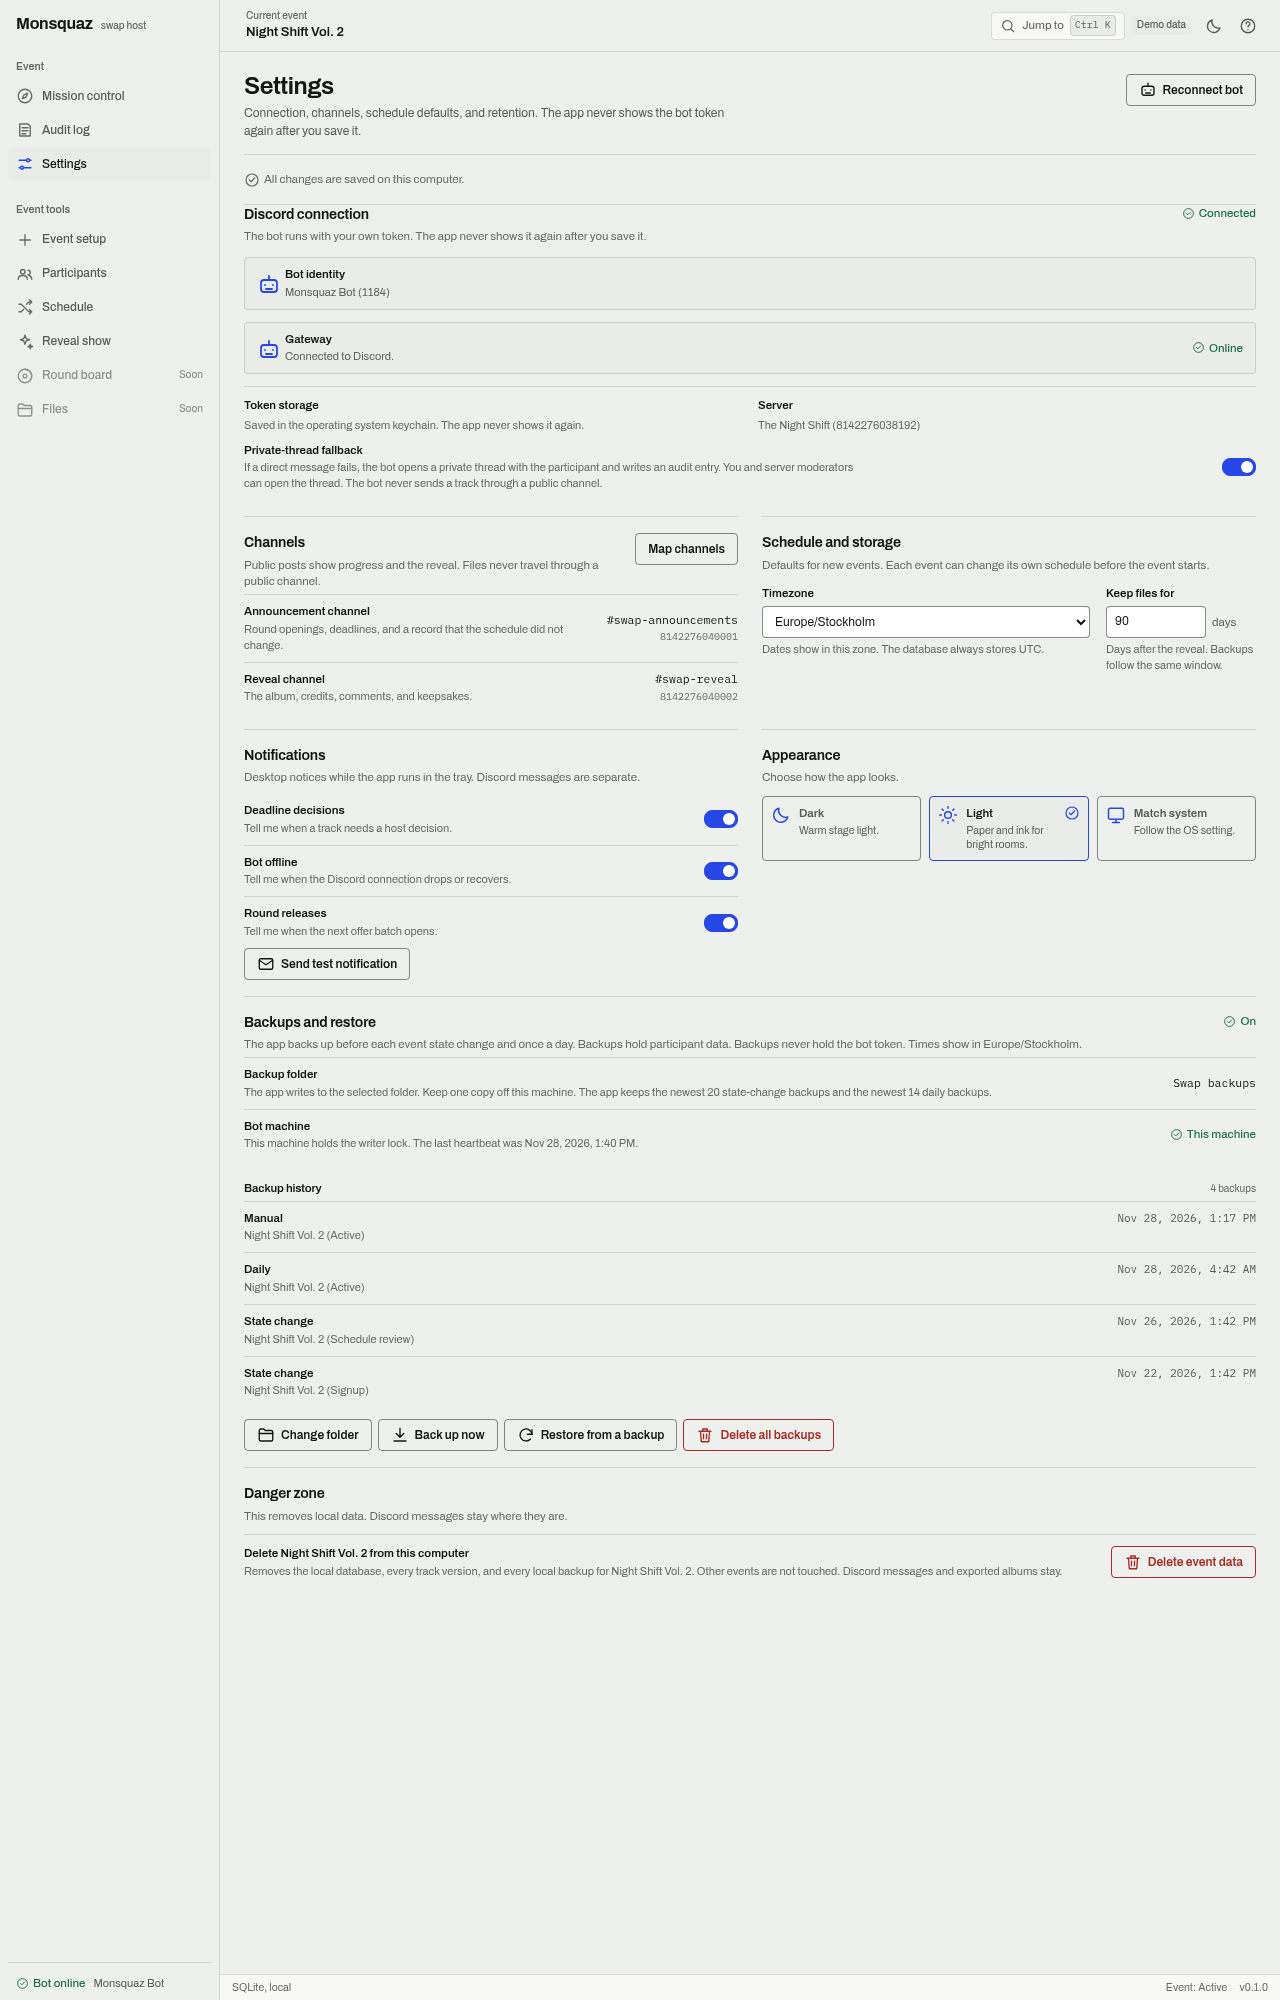 Monsquaz swap host
Event
Mission control
Audit log
Settings
Event tools
Event setup
Participants
Schedule
Reveal show
Round board Soon
Files Soon
Bot online Monsquaz Bot
Current event
Night Shift Vol. 2
Jump to Ctrl K
Demo data
Settings
Connection, channels, schedule defaults, and retention. The app never shows the bot token
again after you save it.
Reconnect bot
All changes are saved on this computer.
Discord connection
Connected
The bot runs with your own token. The app never shows it again after you save it.
Bot identity
Monsquaz Bot (1184)
Gateway
Connected to Discord.
Online
Token storage
Saved in the operating system keychain. The app never shows it again.
Server
The Night Shift (8142276038192)
Private-thread fallback
If a direct message fails, the bot opens a private thread with the participant and writes an audit entry. You and server moderators
can open the thread. The bot never sends a track through a public channel.
Channels
Public posts show progress and the reveal. Files never travel through a
public channel.
Map channels
Announcement channel
Round openings, deadlines, and a record that the schedule did not
change.
#swap-announcements
8142276040001
Reveal channel
The album, credits, comments, and keepsakes.
#swap-reveal
8142276040002
Schedule and storage
Defaults for new events. Each event can change its own schedule before the event starts.
Timezone
Europe/Stockholm
Dates show in this zone. The database always stores UTC.
Keep files for
90 days
Days after the reveal. Backups
follow the same window.
Notifications
Desktop notices while the app runs in the tray. Discord messages are separate.
Deadline decisions
Tell me when a track needs a host decision.
Bot offline
Tell me when the Discord connection drops or recovers.
Round releases
Tell me when the next offer batch opens.
Send test notification
Appearance
Choose how the app looks.
Dark
Warm stage light.
Light
Paper and ink for
bright rooms.
Match system
Follow the OS setting.
Backups and restore
On
The app backs up before each event state change and once a day. Backups hold participant data. Backups never hold the bot token. Times show in Europe/Stockholm.
Backup folder
The app writes to the selected folder. Keep one copy off this machine. The app keeps the newest 20 state-change backups and the newest 14 daily backups.
Swap backups
Bot machine
This machine holds the writer lock. The last heartbeat was Nov 28, 2026, 1:40 PM.
This machine
Backup history
4 backups
Manual
Night Shift Vol. 2 (Active)
Nov 28, 2026, 1:17 PM
Daily
Night Shift Vol. 2 (Active)
Nov 28, 2026, 4:42 AM
State change
Night Shift Vol. 2 (Schedule review)
Nov 26, 2026, 1:42 PM
State change
Night Shift Vol. 2 (Signup)
Nov 22, 2026, 1:42 PM
Change folder
Back up now
Restore from a backup
Delete all backups
Danger zone
This removes local data. Discord messages stay where they are.
Delete Night Shift Vol. 2 from this computer
Removes the local database, every track version, and every local backup for Night Shift Vol. 2. Other events are not touched. Discord messages and exported albums stay.
Delete event data
SQLite, local
Event: Active v0.1.0